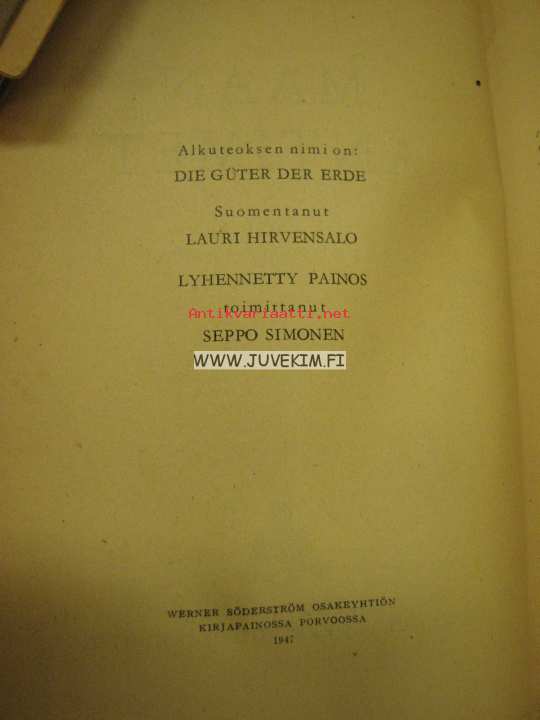 Alkuteoksen nimi on:
DIE GÜTER DER ERDE
Suomentanut
LAURI HIRVENSALO
LYHENNETTY PAINOS
toimittanut
Antikvariaatti.net
SEPPO SIMONEN
WWW.JUVEKIM.FI
WERNER SÖDERSTRÖM OSAKEYHTIÖN
KIRJAPAINOSSA PORVOOSSA
1947